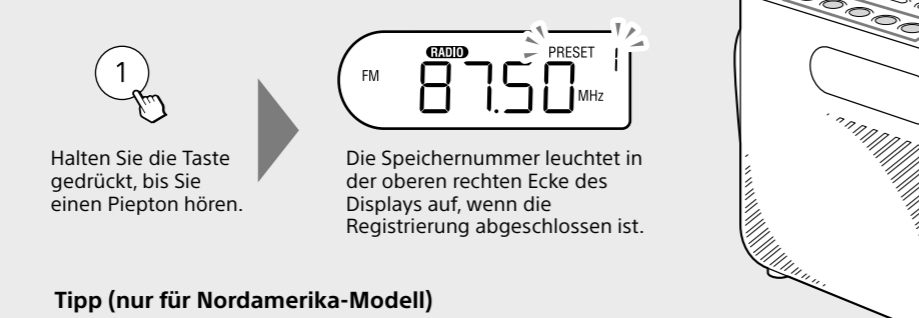 1
RADIO
PRESET 1
FM 87.50 MHz
Halten Sie die Taste
gedrückt, bis Sie
einen Piepton hören.
Die Speichernummer leuchtet in
der oberen rechten Ecke des
Displays auf, wenn die
Registrierung abgeschlossen ist.
Tipp (nur für Nordamerika-Modell)